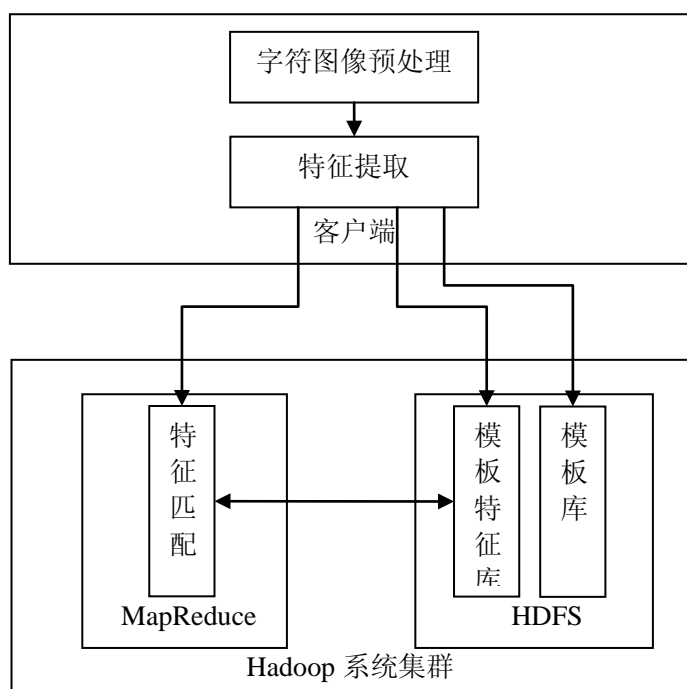 字符图像预处理
特征提取
客户端
特征匹配
模板特征库
模板库
MapReduce
HDFS
Hadoop 系统集群